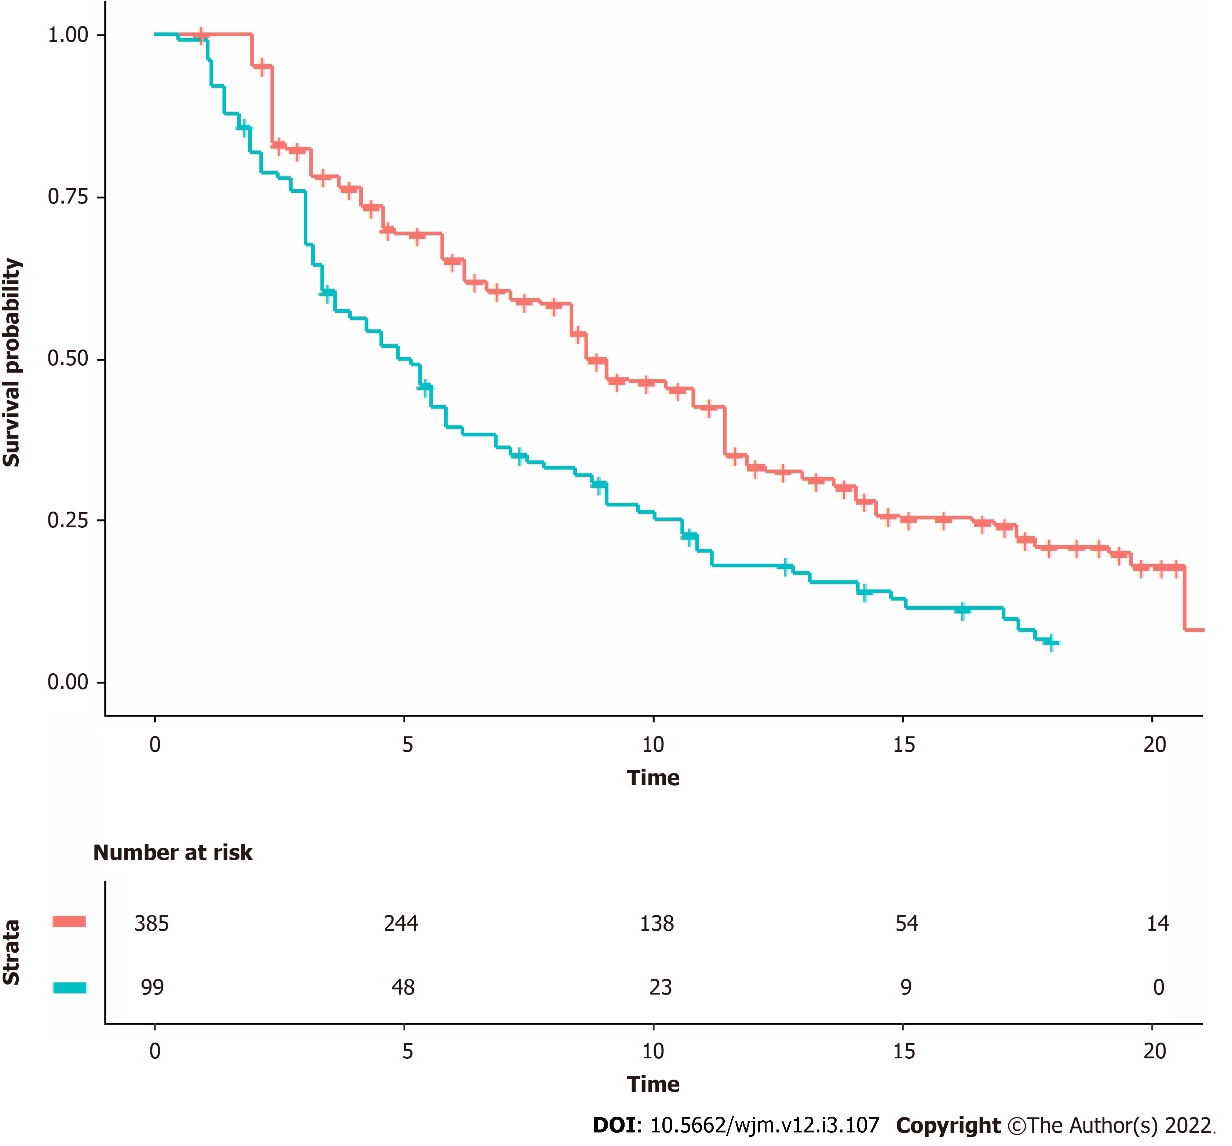 1.00
0.75
0.50
0.25
0.00
Survival probability
0 5 10 15 20
Time
Number at risk
Strata
385 244 138 54 14
99 48 23 9 0
0 5 10 15 20
Time
DOI: 10.5662/wjm.v12.i3.107 Copyright ©The Author(s) 2022.